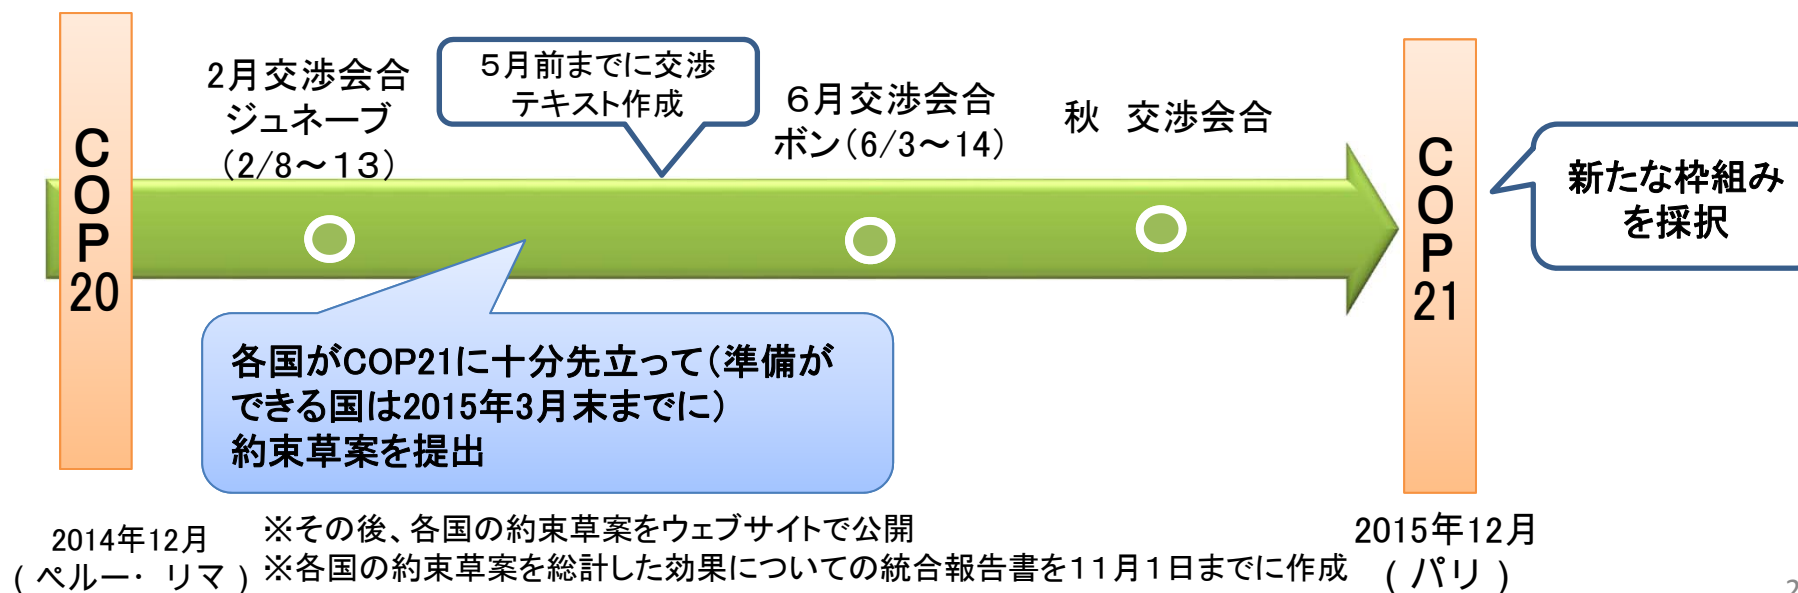 COP20
2月交渉会合
ジュネーブ
（2/8～１３）
５月前までに交渉
テキスト作成
６月交渉会合
ボン（6/3～14）
秋　交渉会合
COP21
新たな枠組み
を採択
各国がCOP21に十分先立って（準備が
できる国は2015年3月末までに）
約束草案を提出
2014年12月
( ペルー・ リマ )
※その後、各国の約束草案をウェブサイトで公開
※各国の約束草案を総計した効果についての統合報告書を１１月１日までに作成
2015年12月
( パリ )
2